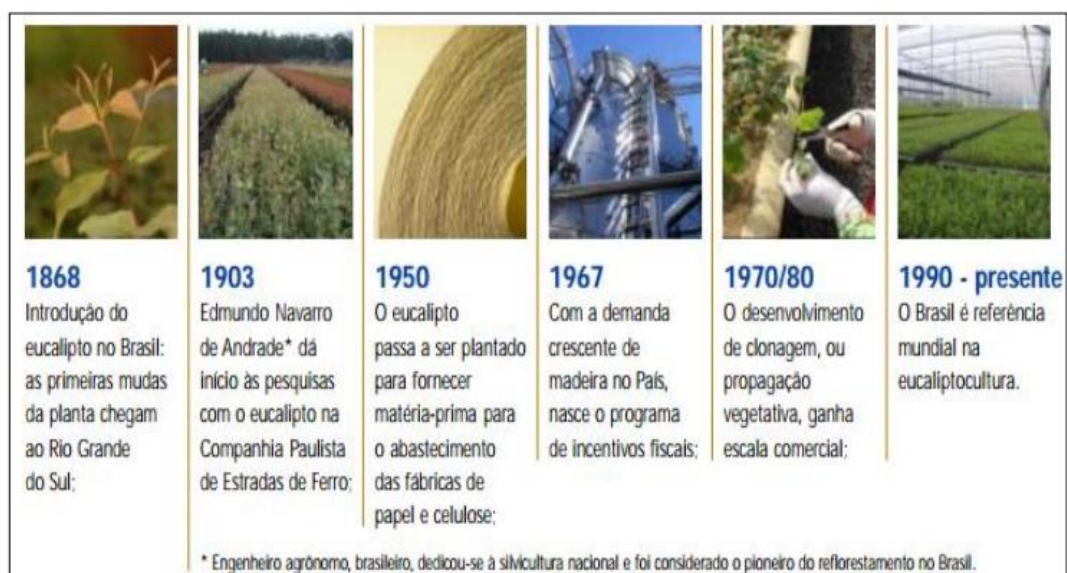 1868
Introdução do
eucalipto no Brasil:
as primeiras mudas
da planta chegam
ao Rio Grande
do Sul;
1903
Edmundo Navarro
de Andrade* dá
início às pesquisas
com o eucalipto na
Companhia Paulista
de Estradas de Ferro;
1950
O eucalipto
passa a ser plantado
para fornecer
matéria-prima para
o abastecimento
das fábricas de
papel e celulose;
1967
Com a demanda
crescente de
madeira no País,
nasce o programa
de incentivos fiscais;
1970/80
O desenvolvimento
de clonagem, ou
propagação
vegetativa, ganha
escala comercial;
1990 - presente
O Brasil é referência
mundial na
eucaliptocultura.
* Engenheiro agrônomo, brasileiro, dedicou-se à silvicultura nacional e foi considerado o pioneiro do reflorestamento no Brasil.